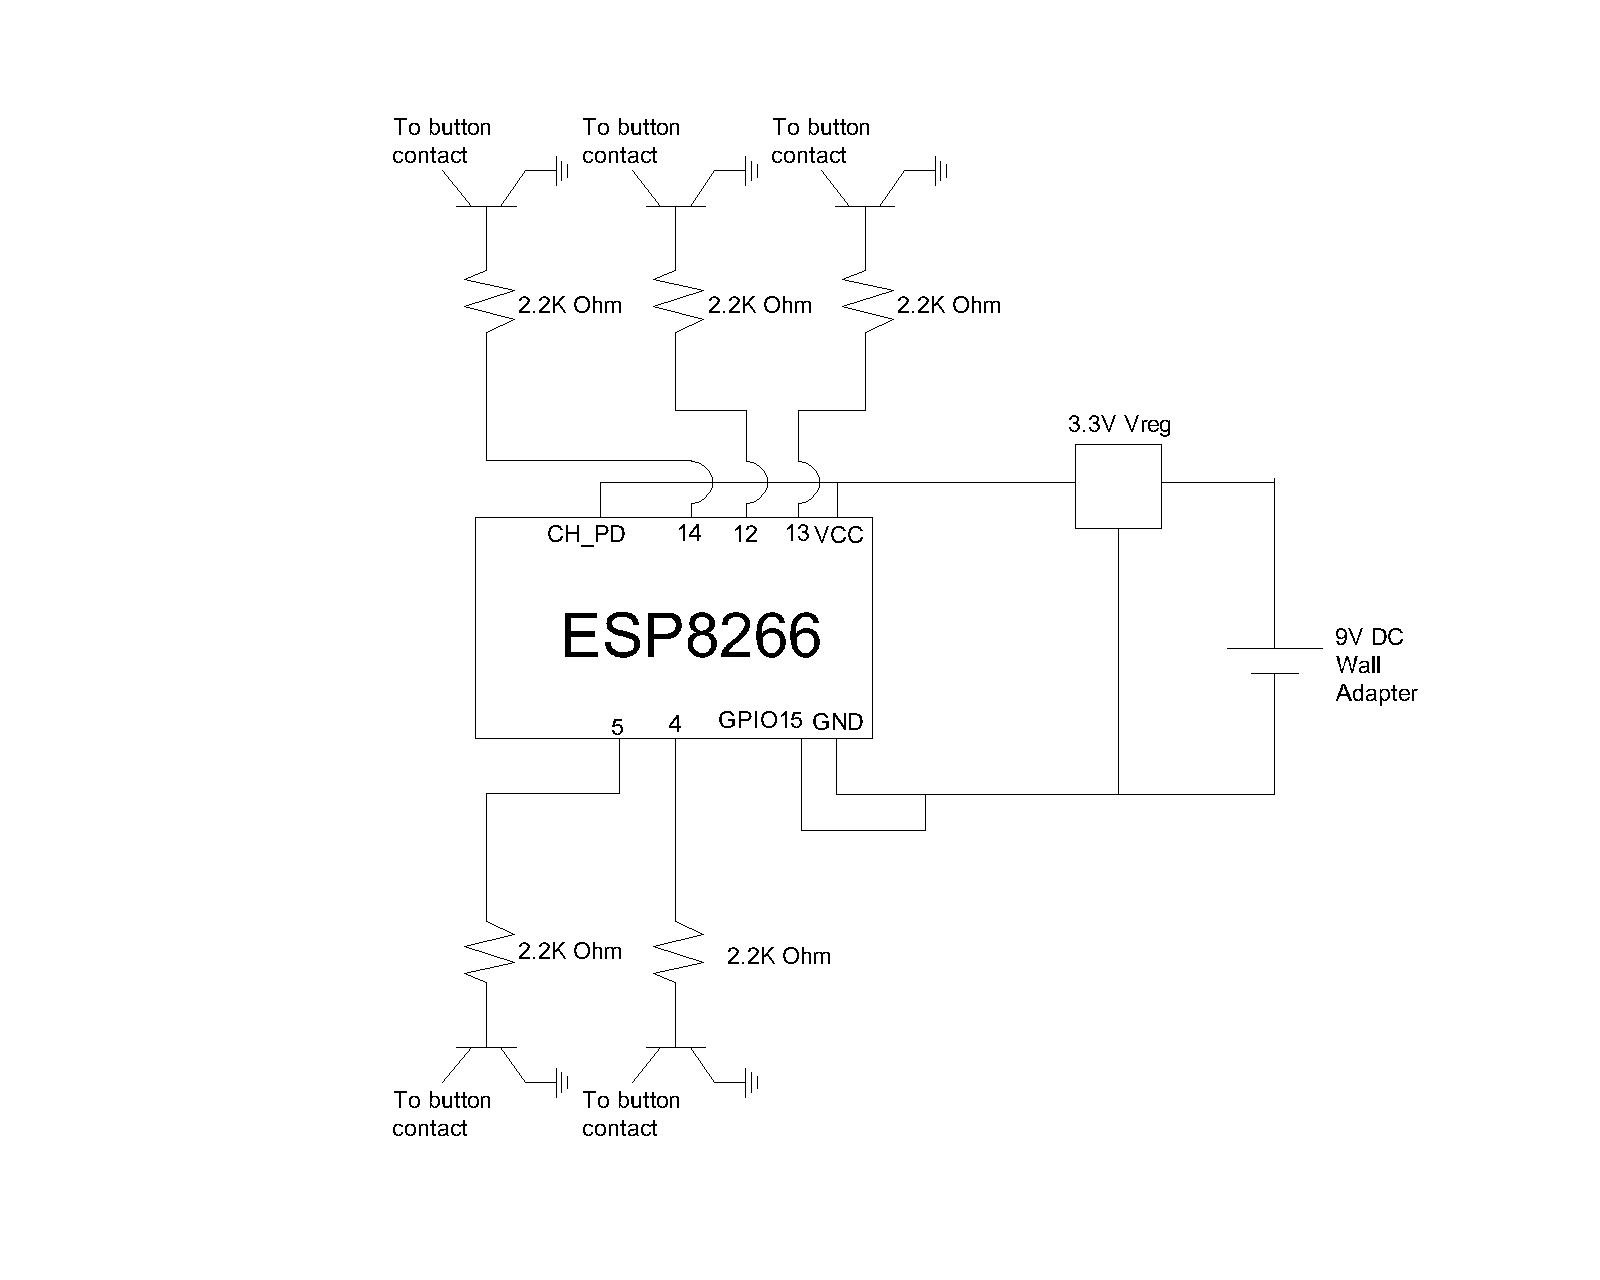 To button
contact
To button
contact
To button
contact
2.2K Ohm
2.2K Ohm
2.2K Ohm
3.3V Vreg
CH_PD
14
12
13
VCC
ESP8266
9V DC
Wall
Adapter
5
4
GPIO15
GND
2.2K Ohm
2.2K Ohm
To button
contact
To button
contact